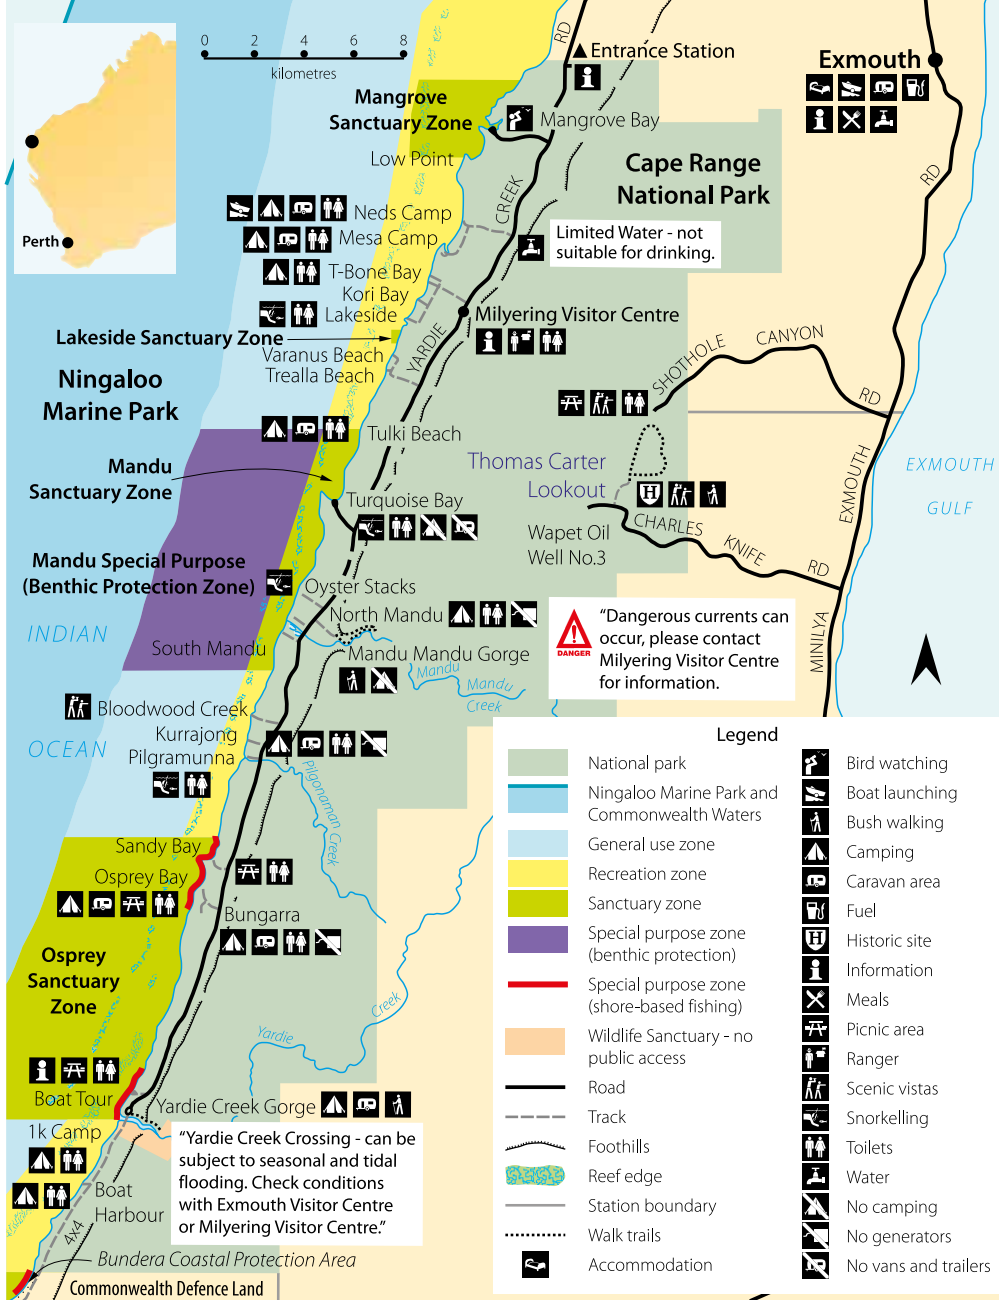 0 2 4 6 8
kilometres
Perth
RD
Entrance Station
Exmouth
Mangrove
Sanctuary Zone
Mangrove Bay
Low Point
Cape Range
National Park
RD
CREEK
Neds Camp
Mesa Camp
Limited Water - not
suitable for drinking.
T-Bone Bay
Kori Bay
Lakeside
Milyering Visitor Centre
YARDIE
Lakeside Sanctuary Zone
Varanus Beach
Trealla Beach
SHOTHOLE
CANYON
RD
Ningaloo
Marine Park
Tulki Beach
Thomas Carter
Lookout
EXMOUTH
GULF
Mandu
Sanctuary Zone
Turquoise Bay
H
EXMOUTH
Wapet Oil
Well No.3
CHARLES
KNIFE
RD
Mandu Special Purpose
(Benthic Protection Zone)
Oyster Stacks
North Mandu
DANGER
"Dangerous currents can
occur, please contact
Milyering Visitor Centre
for information.
MINILYA
INDIAN
South Mandu
Mandu Mandu Gorge
Mandu
Mandu
Creek
Bloodwood Creek
OCEAN
Kurrajong
Pilgramunna
Pilgonaman Creek
Sandy Bay
Osprey Bay
Bungarra
Osprey
Sanctuary
Zone
Yardie
Creek
Boat Tour
Yardie Creek Gorge
1k Camp
"Yardie Creek Crossing - can be
subject to seasonal and tidal
flooding. Check conditions
with Exmouth Visitor Centre
or Milyering Visitor Centre."
Boat
Harbour
4x4
Bundera Coastal Protection Area
Commonwealth Defence Land
Legend
National park
Ningaloo Marine Park and
Commonwealth Waters
General use zone
Recreation zone
Sanctuary zone
Special purpose zone
(benthic protection)
Special purpose zone
(shore-based fishing)
Wildlife Sanctuary - no
public access
Road
Track
Foothills
Reef edge
Station boundary
Walk trails
Accommodation
Bird watching
Boat launching
Bush walking
Camping
Caravan area
Fuel
H Historic site
Information
Meals
Picnic area
Ranger
Scenic vistas
Snorkelling
Toilets
Water
No camping
No generators
No vans and trailers